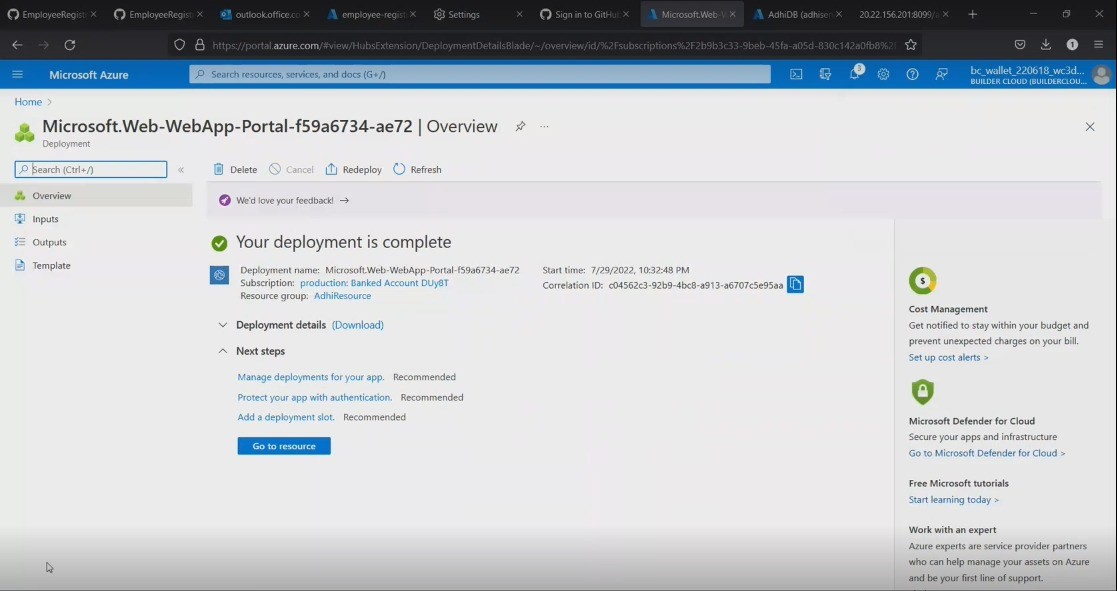 EmployeeRegistr
EmployeeRegistr
outlook.office.co
employee-registr
Settings
Sign in to GitHub
Microsoft.Web-V
AdhiDB (adhiser
20.22.156.201:8099/a
https://portal.azure.com/#view/HubsExtension/DeploymentDetailsBlade/~/overview/id/%2Fsubscriptions%2F2b9b3c33-9beb-45fa-a05d-830c142a0fb8%2
1
Microsoft Azure
Search resources, services, and docs (G+/)
3
bc_wallet_220618_wc3d...
BUILDER CLOUD (BUILDERCLOU...
Home >
Microsoft.Web-WebApp-Portal-f59a6734-ae72 | Overview
...
Deployment
Search (Ctrl+/)
«
Delete
Cancel
Redeploy
Refresh
Overview
Inputs
Outputs
Template
We'd love your feedback! →
Your deployment is complete
Deployment name: Microsoft.Web-WebApp-Portal-f59a6734-ae72
Subscription: production: Banked Account DUy8T
Resource group: AdhiResource
Start time: 7/29/2022, 10:32:48 PM
Correlation ID: c04562c3-92b9-4bc8-a913-a6707c5e95aa
Deployment details (Download)
Next steps
Manage deployments for your app. Recommended
Protect your app with authentication. Recommended
Add a deployment slot. Recommended
Go to resource
Cost Management
Get notified to stay within your budget and
prevent unexpected charges on your bill.
Set up cost alerts >
Microsoft Defender for Cloud
Secure your apps and infrastructure
Go to Microsoft Defender for Cloud >
Free Microsoft tutorials
Start learning today >
Work with an expert
Azure experts are service provider partners
who can help manage your assets on Azure
and be your first line of support.